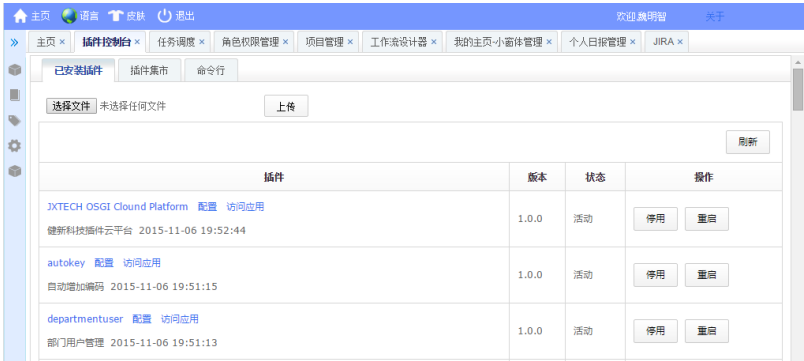 主页 语言 皮肤 退出 欢迎,魏明智 关于
主页 × 插件控制台 × 任务调度 × 角色权限管理 × 项目管理 × 工作流设计器 × 我的主页-小窗体管理 × 个人日报管理 × JIRA ×
已安装插件 插件集市 命令行
选择文件 未选择任何文件 上传
刷新
插件 版本 状态 操作
JXTECH OSGI Clound Platform 配置 访问应用
健新科技插件云平台 2015-11-06 19:52:44
1.0.0 活动 停用 重启
autokey 配置 访问应用
自动增加编码 2015-11-06 19:51:15
1.0.0 活动 停用 重启
departmentuser 配置 访问应用
部门用户管理 2015-11-06 19:51:13
1.0.0 活动 停用 重启